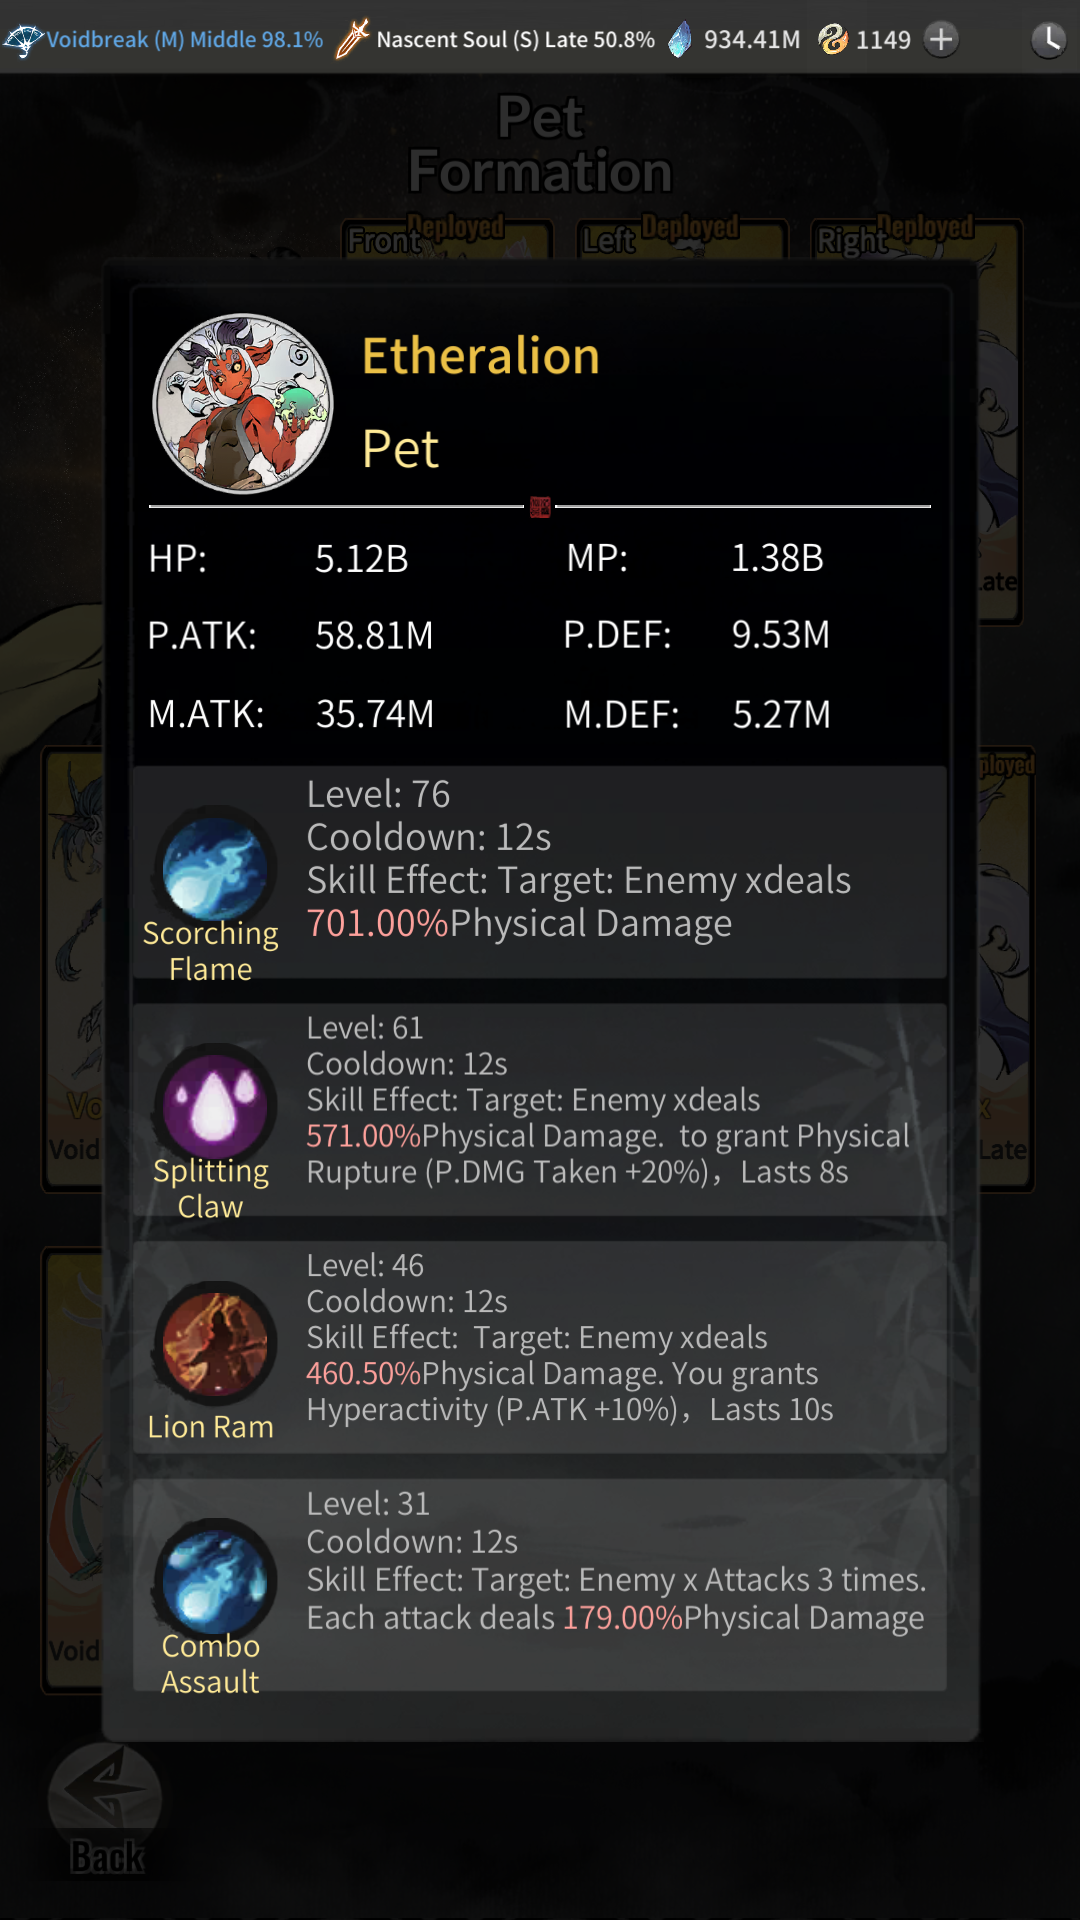 Voidbreak (M) Middle 98.1% Nascent Soul (S) Late 50.8% 934.41M 1149
Pet
Formation
Front Deployed Left Deployed Right Deployed
Etheralion
Pet
HP: 5.12B MP: 1.38B
P.ATK: 58.81M P.DEF: 9.53M
M.ATK: 35.74M M.DEF: 5.27M
Level: 76
Cooldown: 12s
Skill Effect: Target: Enemy xdeals
701.00%Physical Damage
Scorching
Flame
Level: 61
Cooldown: 12s
Skill Effect: Target: Enemy xdeals
571.00%Physical Damage.  to grant Physical
Rupture (P.DMG Taken +20%)，Lasts 8s
Splitting
Claw
Level: 46
Cooldown: 12s
Skill Effect:  Target: Enemy xdeals
460.50%Physical Damage. You grants
Hyperactivity (P.ATK +10%)，Lasts 10s
Lion Ram
Level: 31
Cooldown: 12s
Skill Effect: Target: Enemy x Attacks 3 times.
Each attack deals 179.00%Physical Damage
Combo
Assault
Void
Late
Void
Back